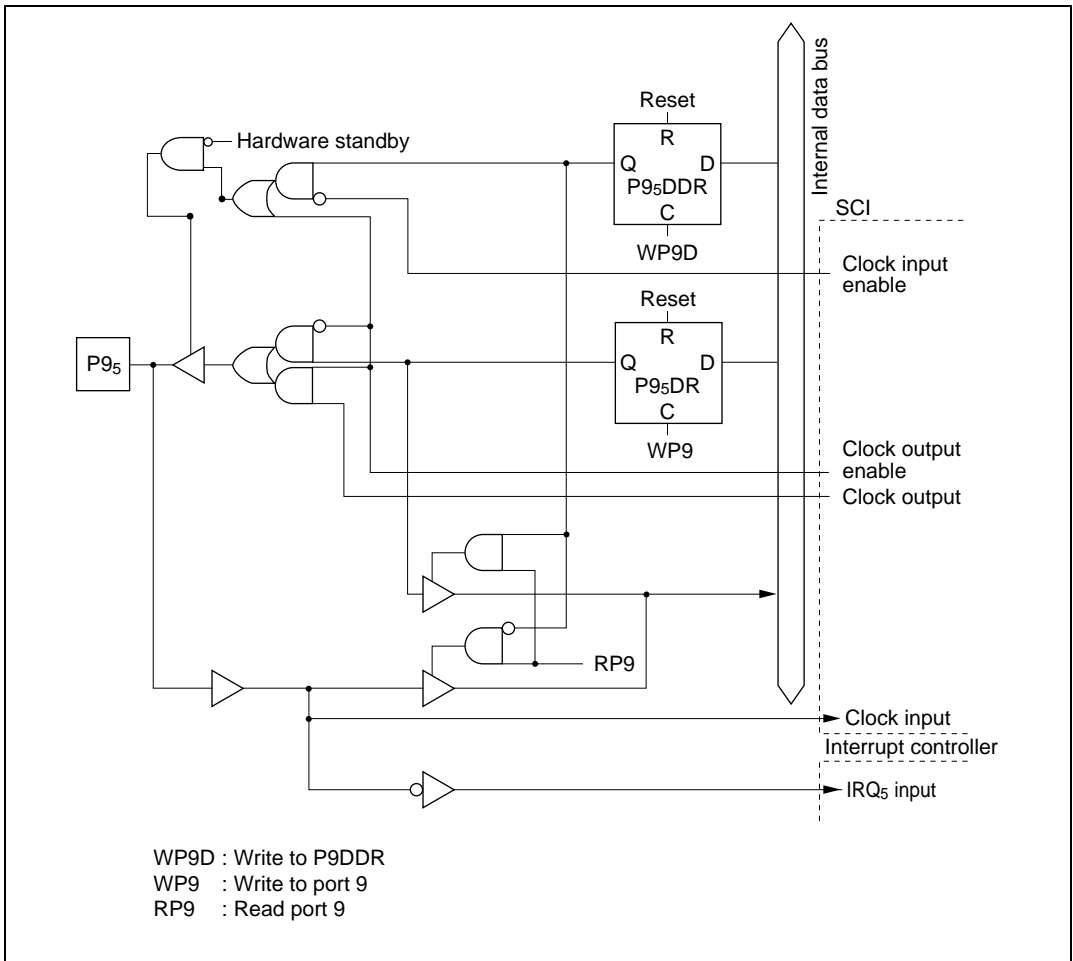 Internal data bus
Reset
Hardware standby
R
Q D
P9₅DDR
C
WP9D
SCI
Clock input
enable
Reset
R
P9₅
Q D
P9₅DR
C
WP9
Clock output
enable
Clock output
RP9
Clock input
Interrupt controller
IRQ₅ input
WP9D : Write to P9DDR
WP9 : Write to port 9
RP9 : Read port 9